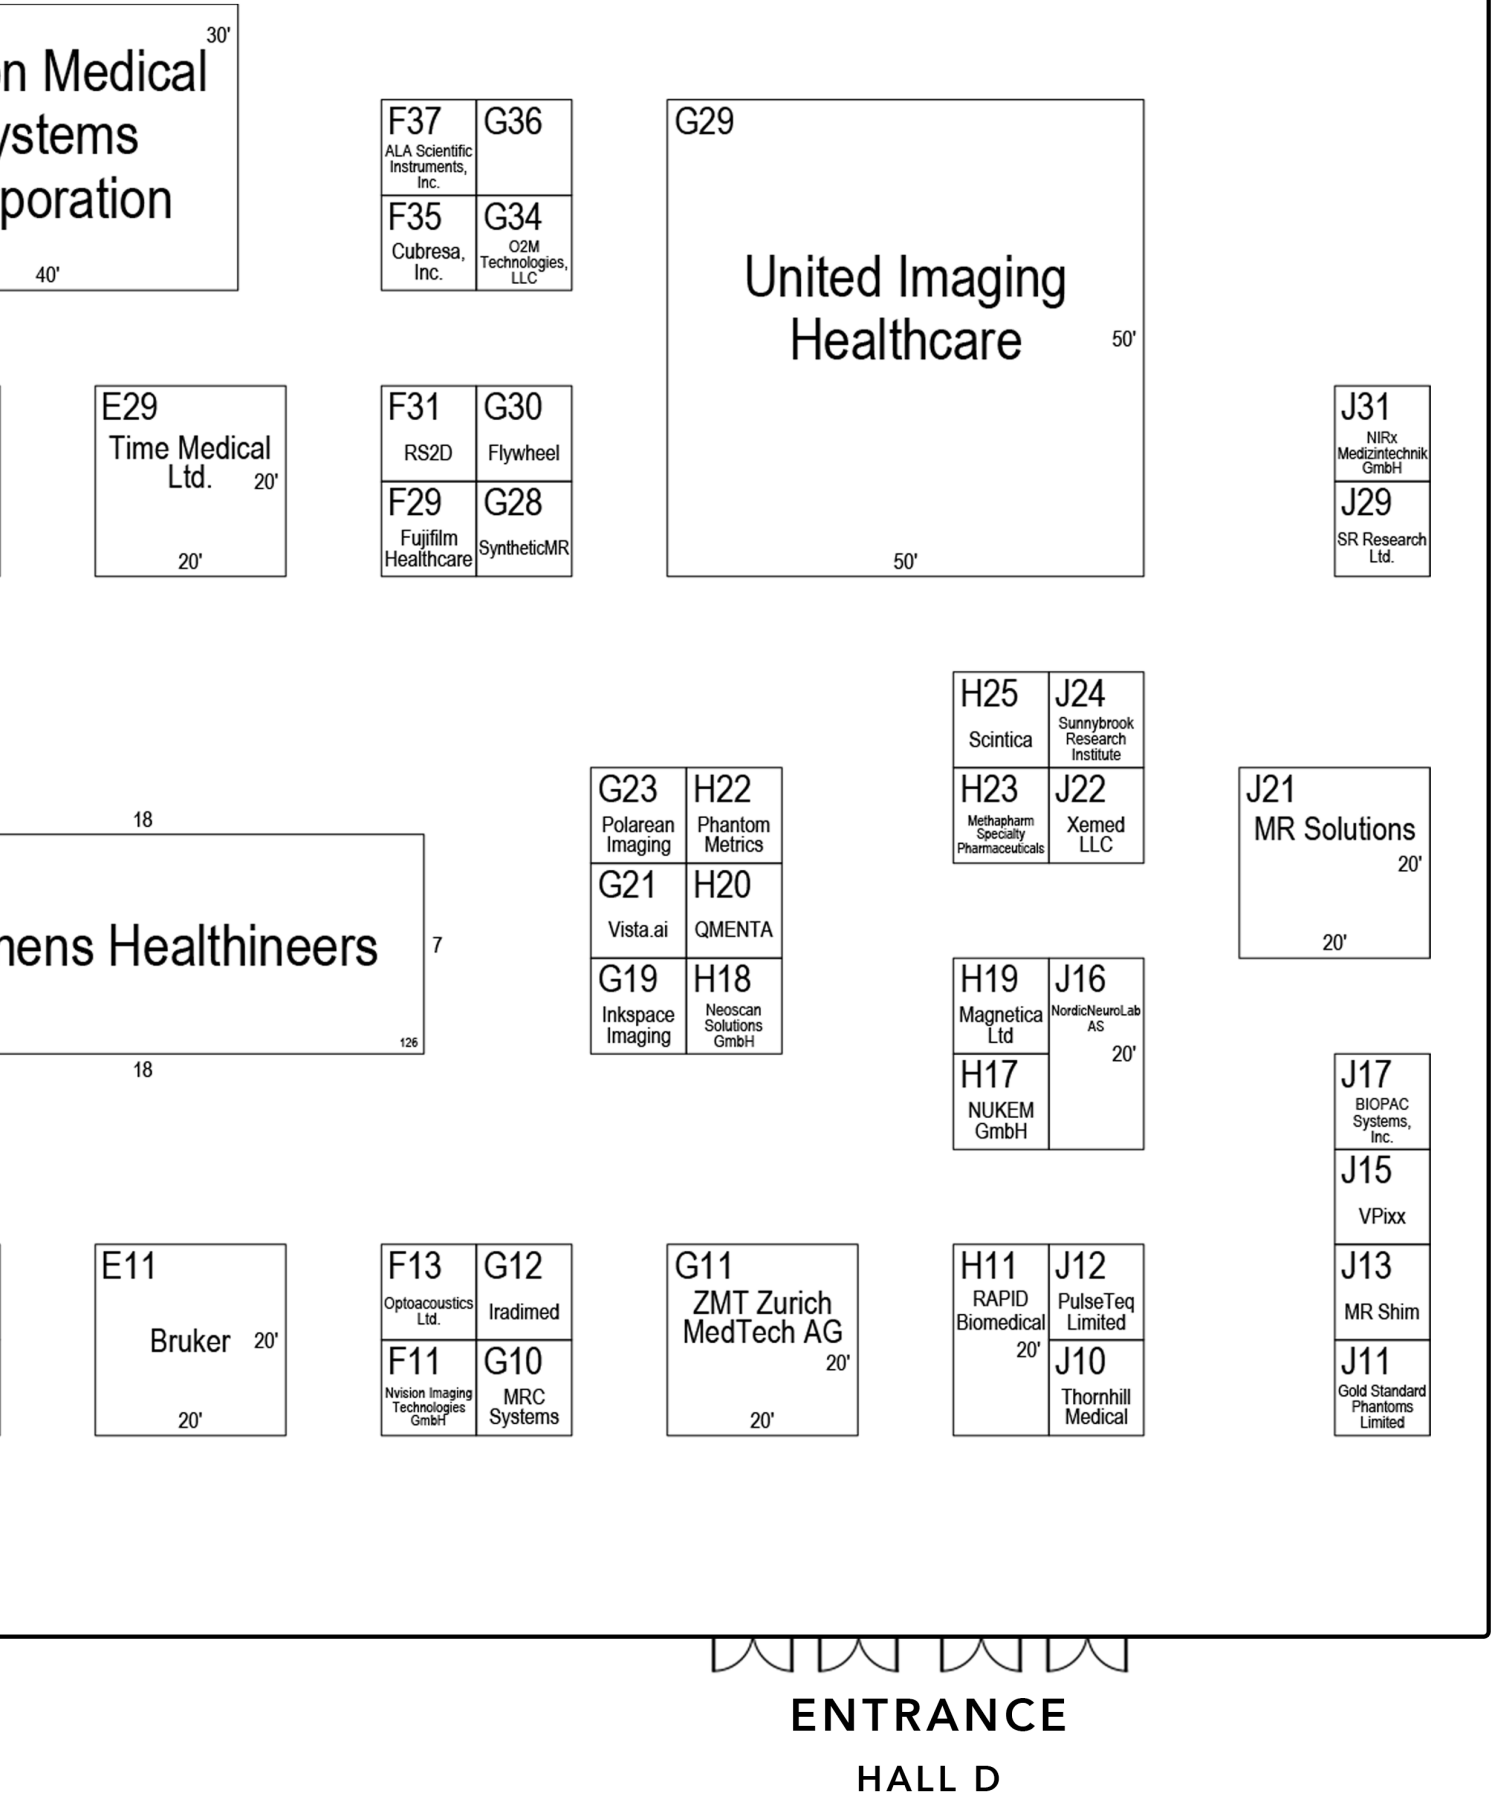 30'
n Medical
ystems
poration
40'
F37
ALA Scientific
Instruments,
Inc.
G36
F35
Cubresa,
Inc.
G34
O2M
Technologies,
LLC
G29
United Imaging
Healthcare
50'
50'
E29
Time Medical
Ltd.
20'
20'
F31
RS2D
G30
Flywheel
F29
Fujifilm
Healthcare
G28
SyntheticMR
J31
NIRx
Medizintechnik
GmbH
J29
SR Research
Ltd.
H25
Scintica
J24
Sunnybrook
Research
Institute
H23
Methapharm
Specialty
Pharmaceuticals
J22
Xemed
LLC
G23
Polarean
Imaging
H22
Phantom
Metrics
G21
Vista.ai
H20
QMENTA
G19
Inkspace
Imaging
H18
Neoscan
Solutions
GmbH
J21
MR Solutions
20'
20'
18
nens Healthineers
7
126
18
H19
Magnetica
Ltd
J16
NordicNeuroLab
AS
20'
H17
NUKEM
GmbH
J17
BIOPAC
Systems,
Inc.
J15
VPixx
J13
MR Shim
J11
Gold Standard
Phantoms
Limited
E11
Bruker
20'
20'
F13
Optoacoustics
Ltd.
G12
Iradimed
F11
Nvision Imaging
Technologies
GmbH
G10
MRC
Systems
G11
ZMT Zurich
MedTech AG
20'
20'
H11
RAPID
Biomedical
20'
J12
PulseTeq
Limited
J10
Thornhill
Medical
ENTRANCE
HALL D